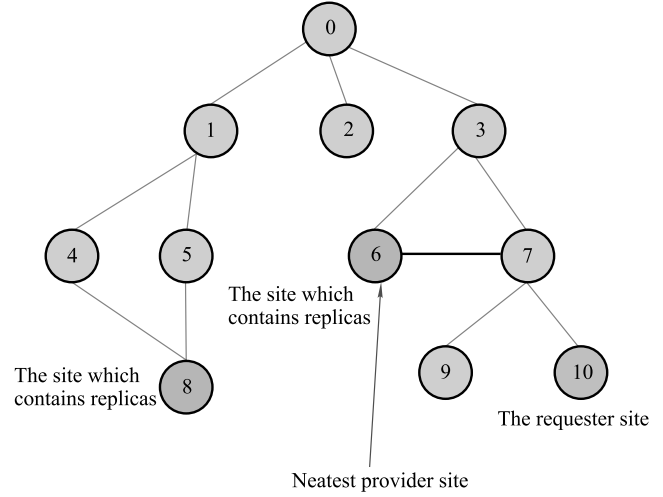 0
1
2
3
4
5
6
7
The site which
contains replicas
9
10
The site which
contains replicas
8
The requester site
Neatest provider site